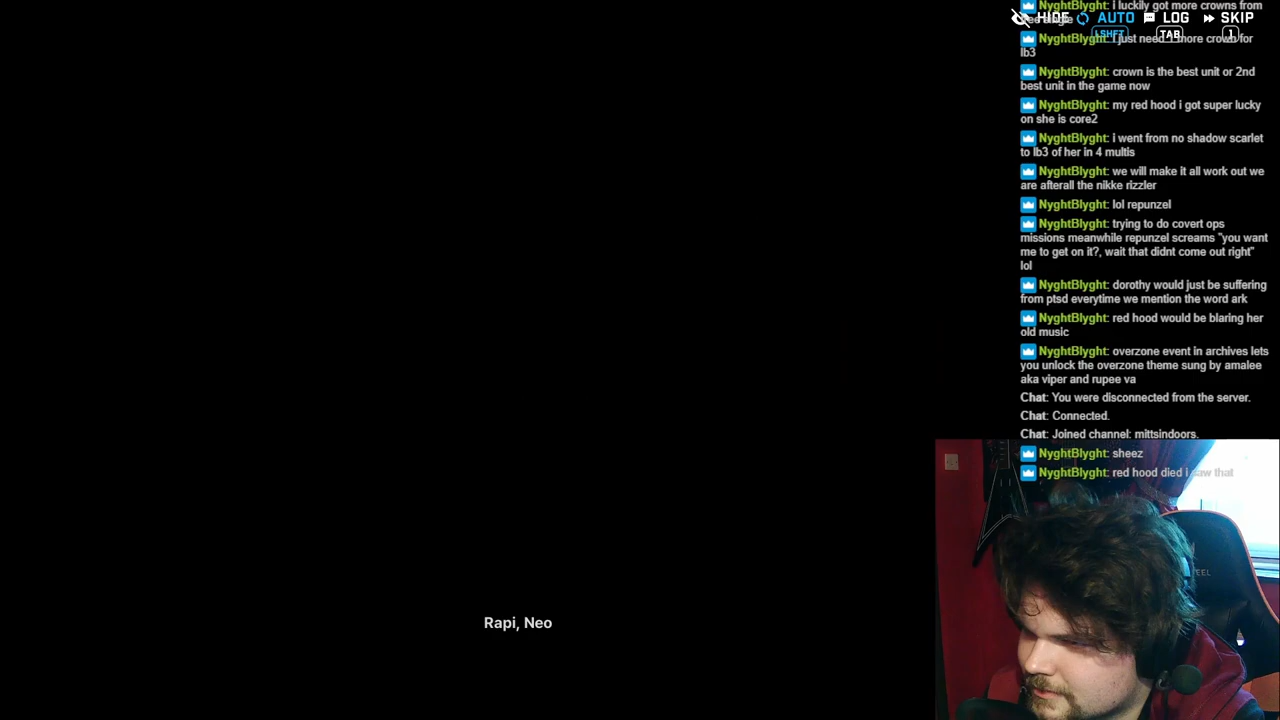 NyghtBlyght: i luckily got more crowns from
HIDE AUTO LOG SKIP
LSHFT TAB 1
NyghtBlyght: i just need 1 more crown for
lb3
NyghtBlyght: crown is the best unit or 2nd
best unit in the game now
NyghtBlyght: my red hood i got super lucky
on she is core2
NyghtBlyght: i went from no shadow scarlet
to lb3 of her in 4 multis
NyghtBlyght: we will make it all work out we
are afterall the nikke rizzler
NyghtBlyght: lol repunzel
NyghtBlyght: trying to do covert ops
missions meanwhile repunzel screams "you want
me to get on it?, wait that didnt come out right"
lol
NyghtBlyght: dorothy would just be suffering
from ptsd everytime we mention the word ark
NyghtBlyght: red hood would be blaring her
old music
NyghtBlyght: overzone event in archives lets
you unlock the overzone theme sung by amalee
aka viper and rupee va
Chat: You were disconnected from the server.
Chat: Connected.
Chat: Joined channel: mittsindoors.
NyghtBlyght: sheez
NyghtBlyght: red hood died i saw that
Rapi, Neo